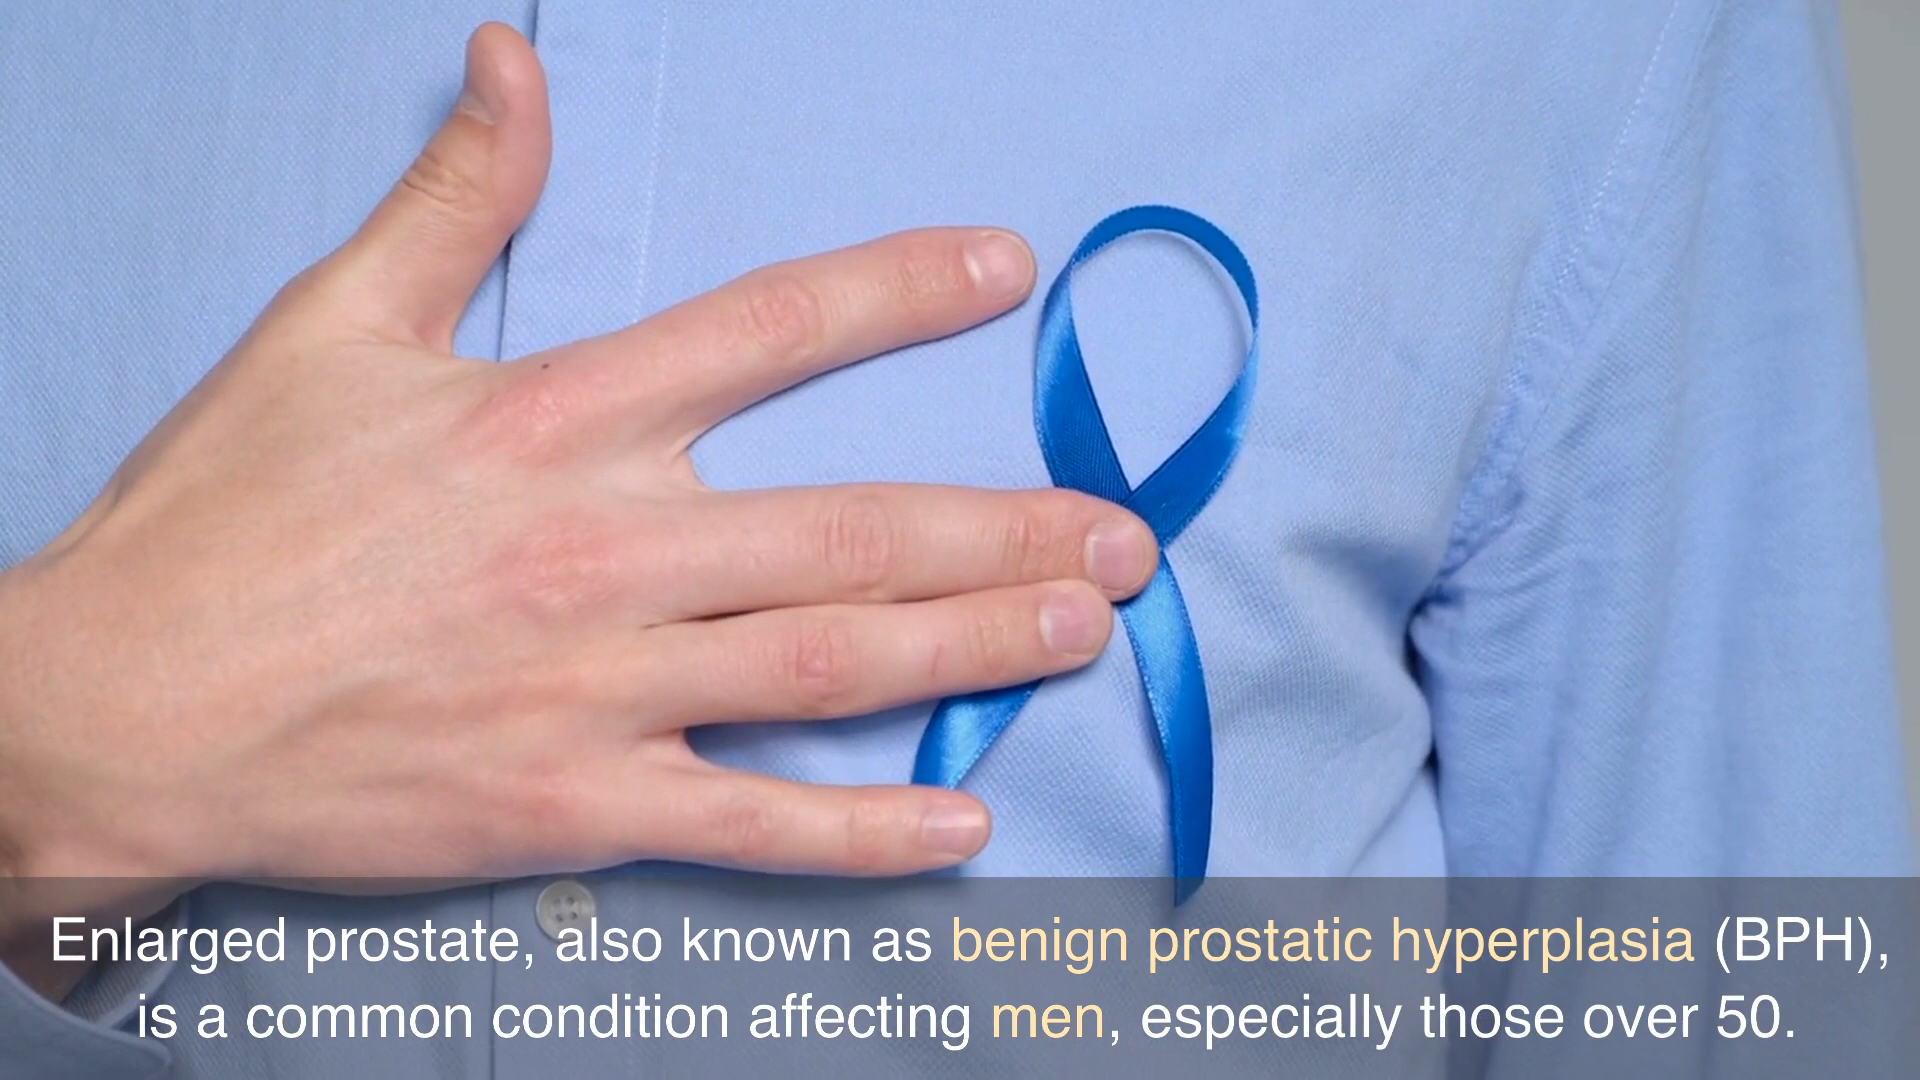 Enlarged prostate, also known as benign prostatic hyperplasia (BPH),
is a common condition affecting men, especially those over 50.